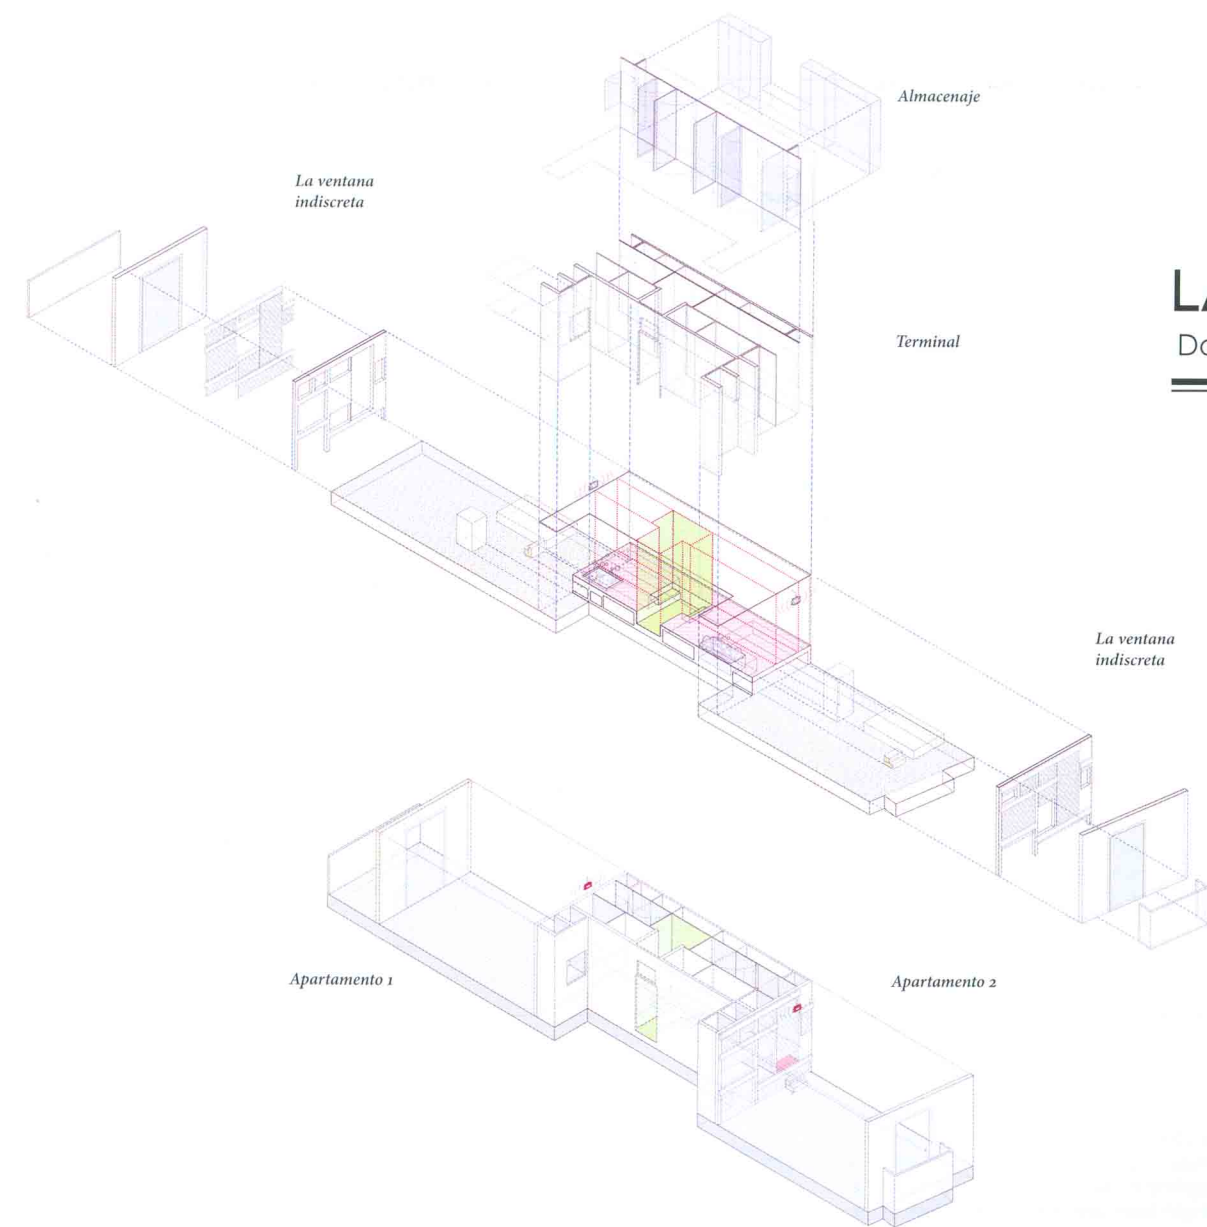 Almacenaje
La ventana
indiscreta
Terminal
La ventana
indiscreta
Apartamento 1
Apartamento 2